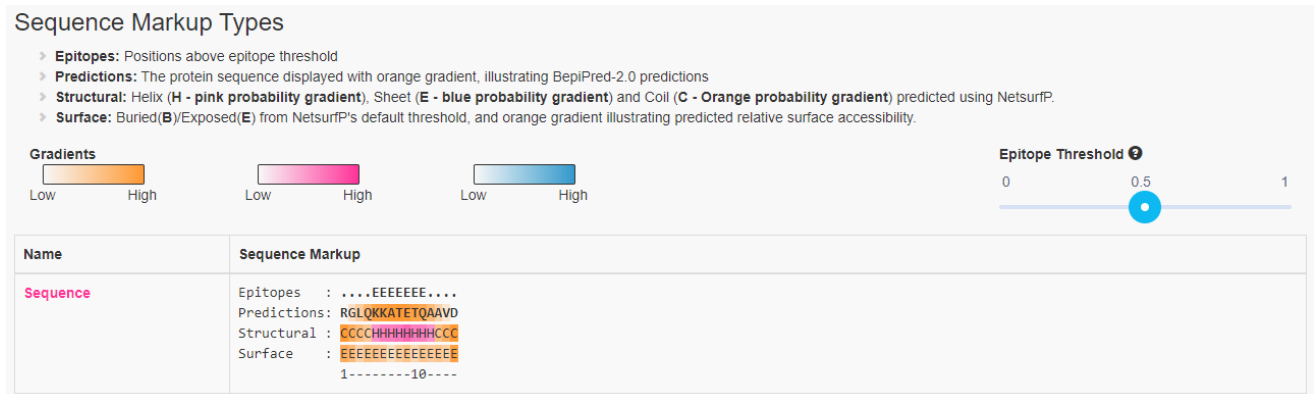 Sequence Markup Types
Epitopes: Positions above epitope threshold
Predictions: The protein sequence displayed with orange gradient, illustrating BepiPred-2.0 predictions
Structural: Helix (H - pink probability gradient), Sheet (E - blue probability gradient) and Coil (C - Orange probability gradient) predicted using NetsurfP.
Surface: Buried(B)/Exposed(E) from NetsurfP's default threshold, and orange gradient illustrating predicted relative surface accessibility.
Gradients
Low High Low High Low High
Epitope Threshold ?
0 0.5 1
Name Sequence Markup
Sequence
Epitopes : ....EEEEEEE....
Predictions: RGLQKKATETQAAVD
Structural : CCCCHHHHHHHHCCC
Surface : EEEEEEEEEEEEEEE
1--------10----